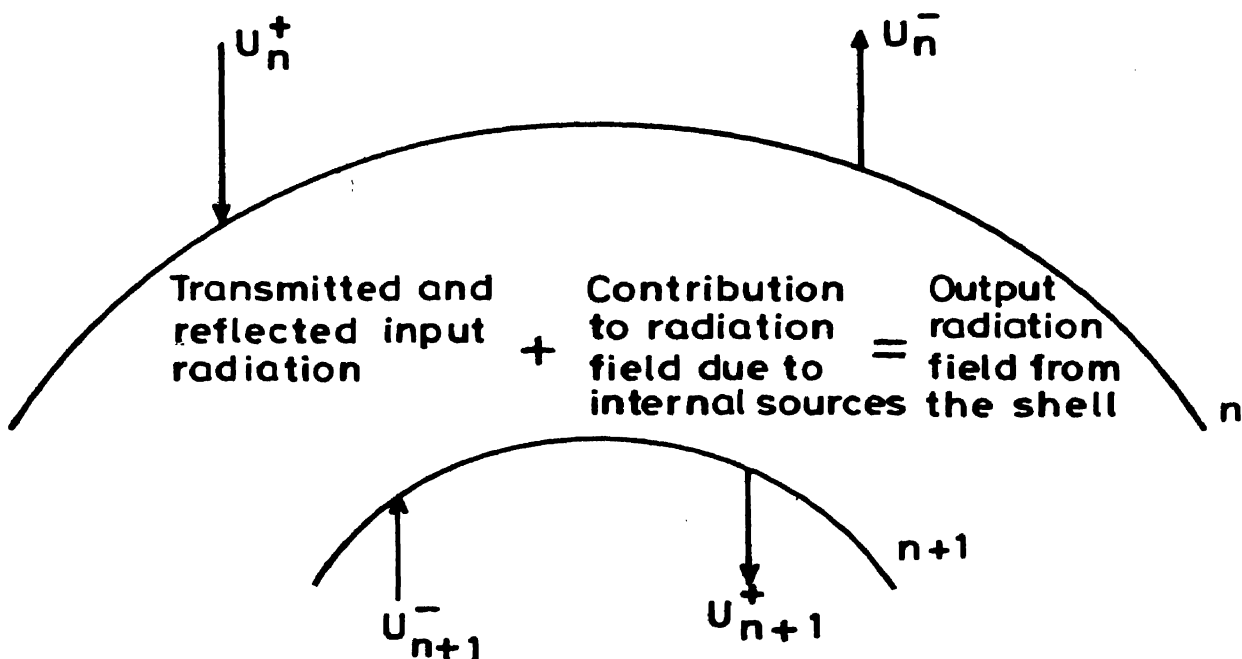 U_n^+
U_n^-
Transmitted and reflected input radiation
+
Contribution to radiation field due to internal sources
=
Output radiation field from the shell
n
n+1
U_{n+1}^-
U_{n+1}^+